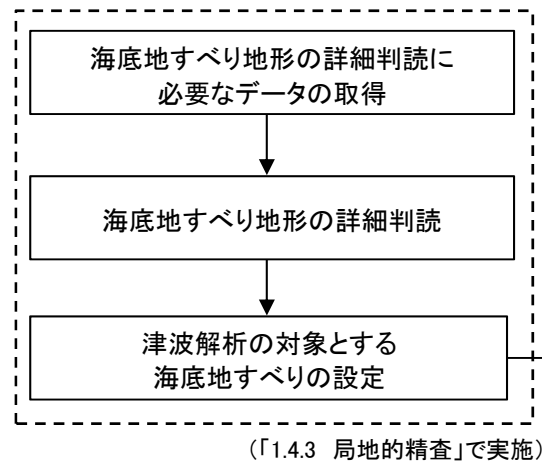 海底地すべり地形の詳細判読に
必要なデータの取得
海底地すべり地形の詳細判読
津波解析の対象とする
海底地すべりの設定
(「1.4.3 局地的精査」で実施)